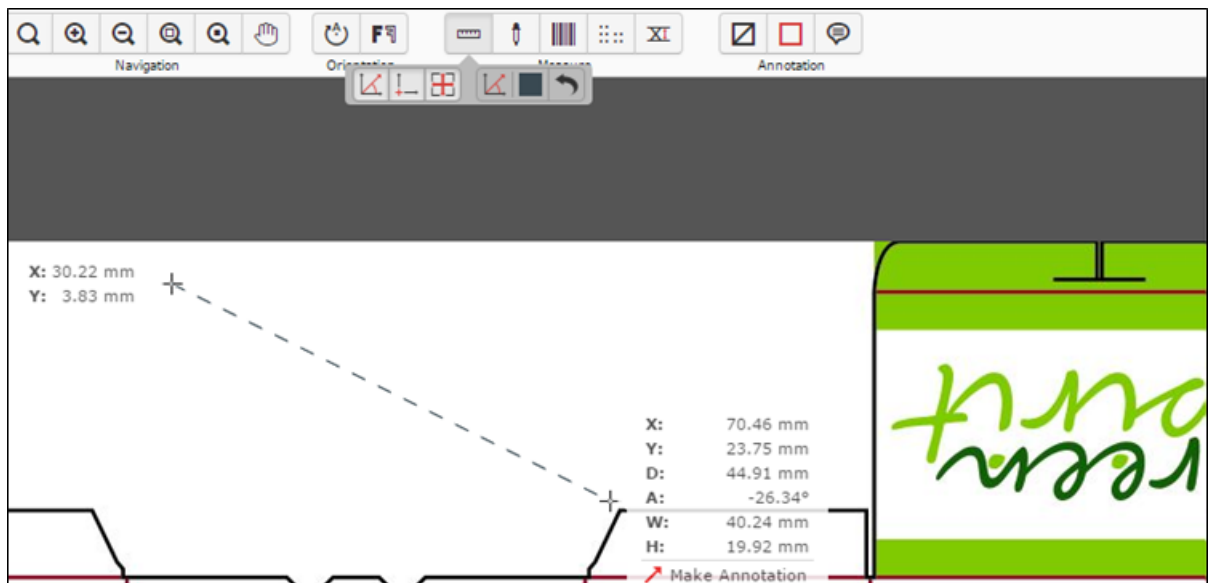 Navigation
Orientation
Measure
Annotation
X: 30.22 mm
Y: 3.83 mm
X: 70.46 mm
Y: 23.75 mm
D: 44.91 mm
A: -26.34°
W: 40.24 mm
H: 19.92 mm
Make Annotation